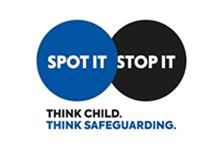 SPOT IT STOP IT
THINK CHILD.
THINK SAFEGUARDING.